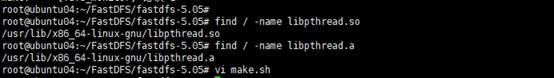 root@ubuntu04:~/FastDFS/fastdfs-5.05#
root@ubuntu04:~/FastDFS/fastdfs-5.05# find / -name libpthread.so
/usr/lib/x86_64-linux-gnu/libpthread.so
root@ubuntu04:~/FastDFS/fastdfs-5.05# find / -name libpthread.a
/usr/lib/x86_64-linux-gnu/libpthread.a
root@ubuntu04:~/FastDFS/fastdfs-5.05# vi make.sh